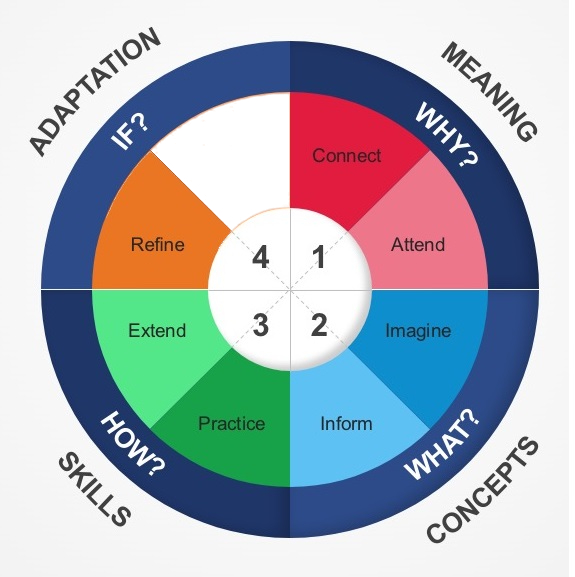 ADAPTATION
MEANING
IF?
WHY?
Connect
Refine
Attend
4
1
3
2
Extend
Imagine
Practice
Inform
HOW?
WHAT?
SKILLS
CONCEPTS